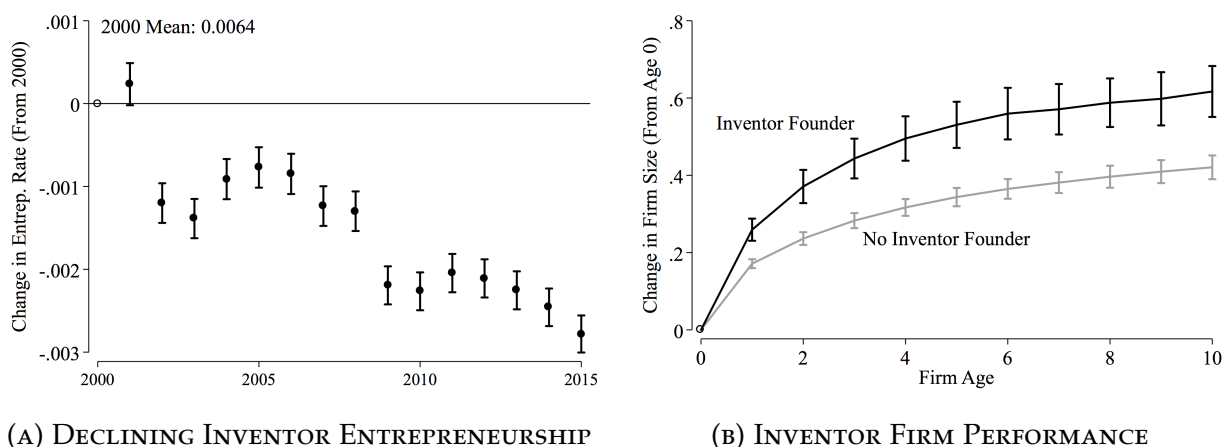 .001
2000 Mean: 0.0064
0
-.001
-.002
-.003
Change in Entrep. Rate (From 2000)
2000
2005
2010
2015
(A) Declining Inventor Entrepreneurship
.8
.6
.4
.2
0
Change in Firm Size (From Age 0)
Inventor Founder
No Inventor Founder
0
2
4
6
8
10
Firm Age
(B) Inventor Firm Performance